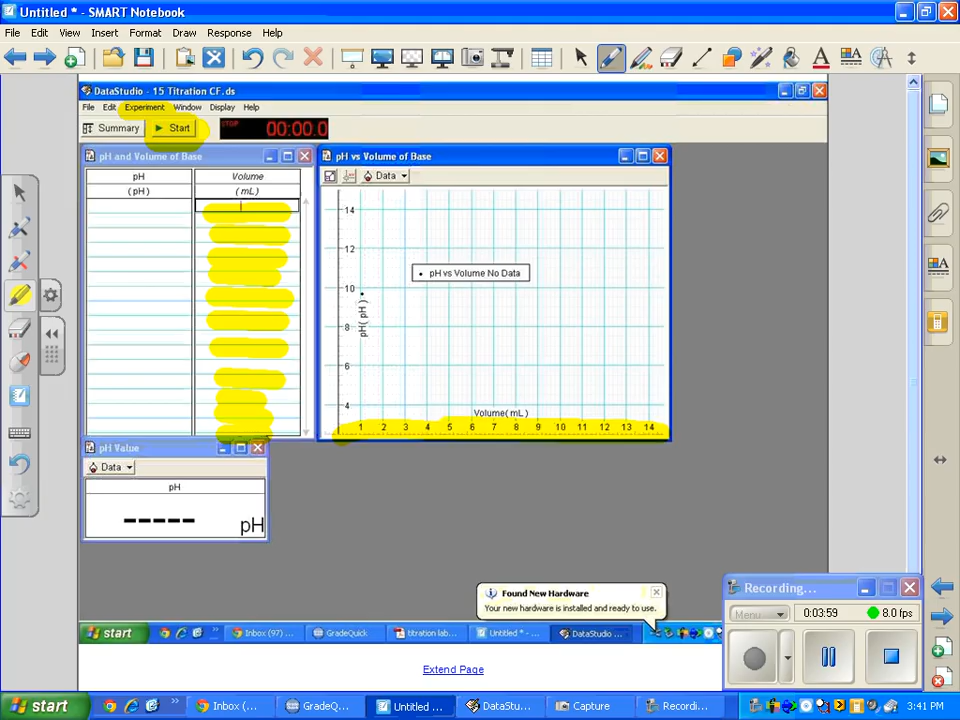 Untitled * - SMART Notebook
File Edit View Insert Format Draw Response Help
DataStudio - 15 Titration CF.ds
File Edit Experiment Window Display Help
Summary Start STOP 00:00.0
pH and Volume of Base
pH Volume
(pH) (mL)
pH vs Volume of Base
Data
14
12
10
8
6
4
pH( pH )
pH vs Volume No Data
Volume( mL )
1 2 3 4 5 6 7 8 9 10 11 12 13 14
pH Value
Data
pH
----- pH
Found New Hardware
Your new hardware is installed and ready to use.
start Inbox (97) ... GradeQuick titration lab... Untitled * - ... DataStudio ...
Recording...
Menu 0:03:59 8.0 fps
Extend Page
start Inbox (... GradeQ... Untitled ... DataStu... Capture Recordi... 3:41 PM